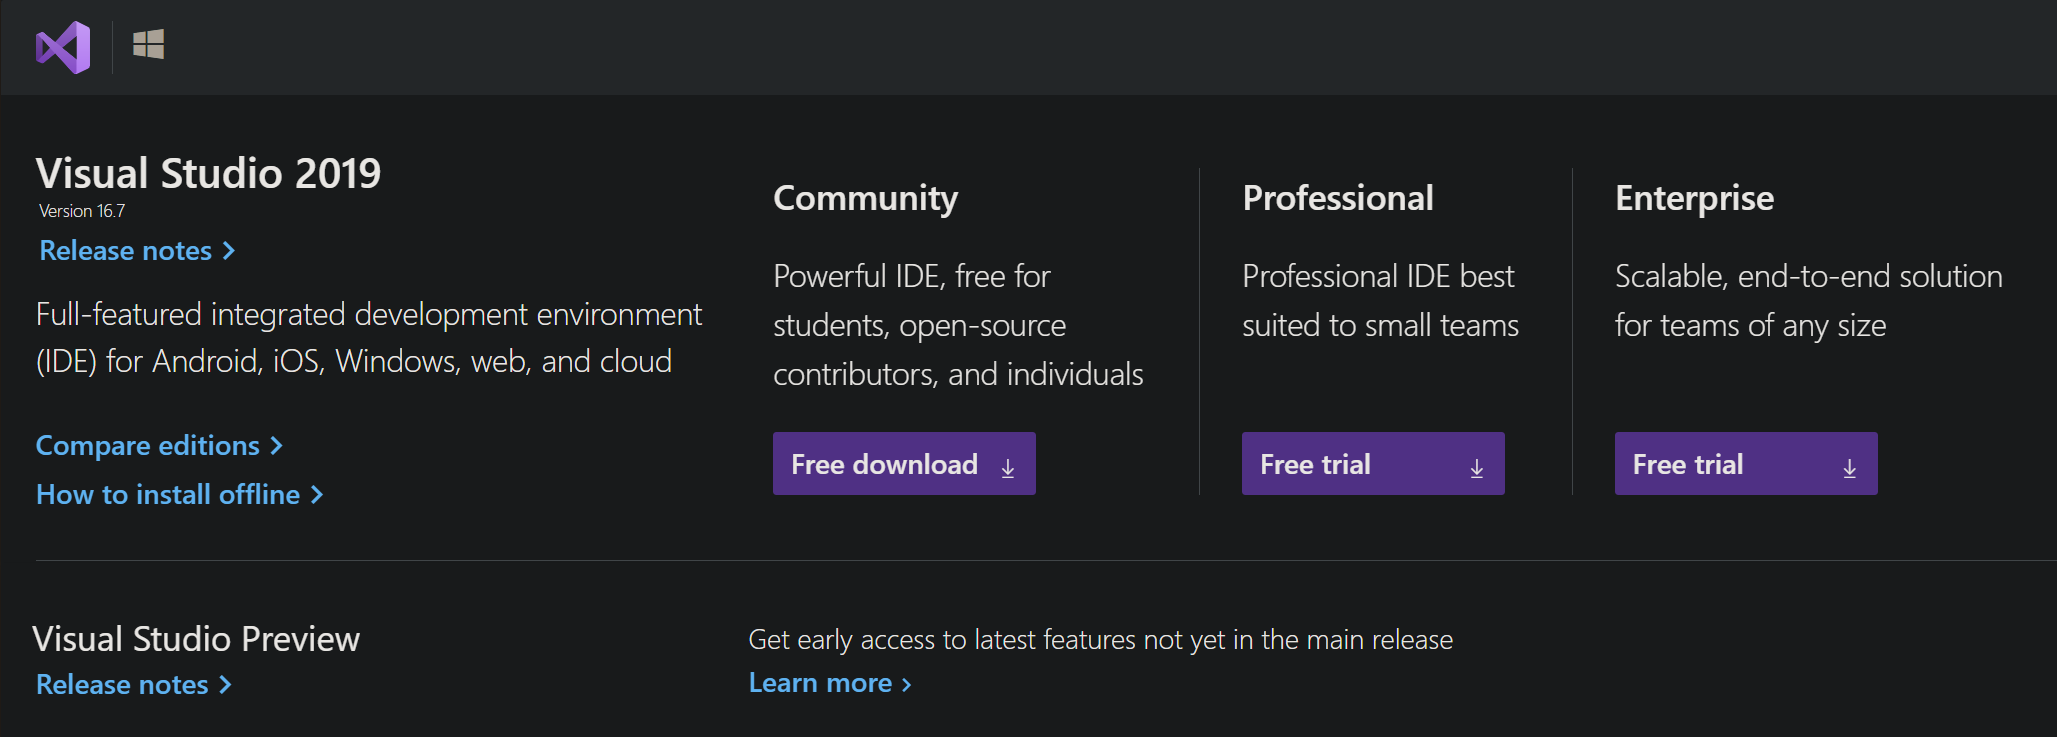 Visual Studio 2019
Version 16.7
Release notes
Full-featured integrated development environment
(IDE) for Android, iOS, Windows, web, and cloud
Compare editions
How to install offline
Community
Powerful IDE, free for
students, open-source
contributors, and individuals
Free download
Professional
Professional IDE best
suited to small teams
Free trial
Enterprise
Scalable, end-to-end solution
for teams of any size
Free trial
Visual Studio Preview
Release notes
Get early access to latest features not yet in the main release
Learn more